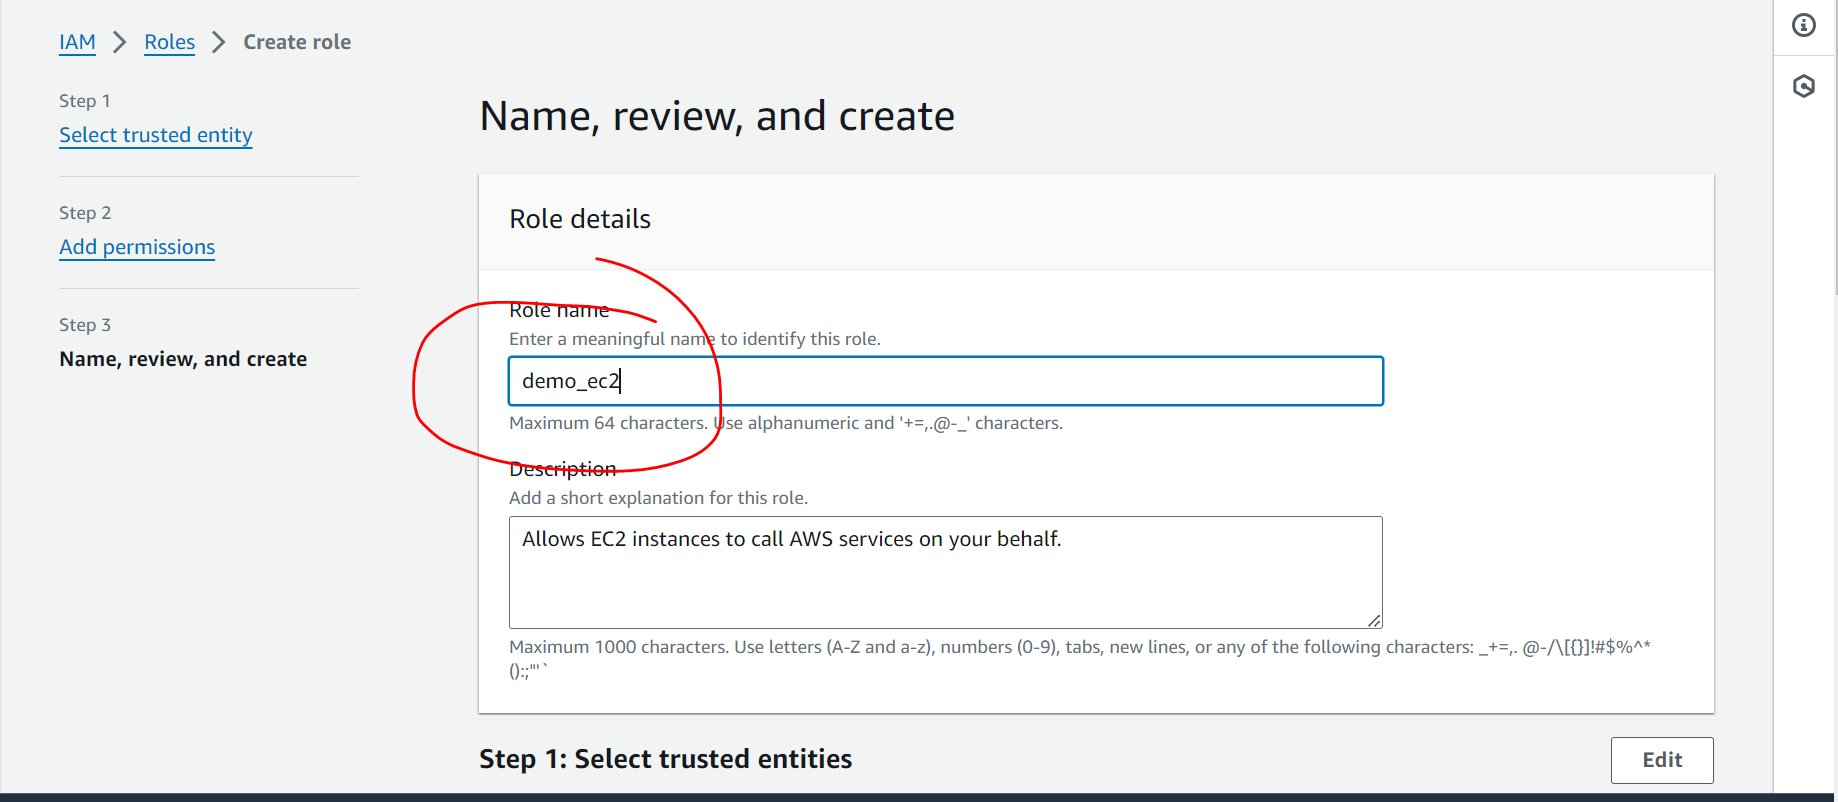 IAM > Roles > Create role
Step 1
Select trusted entity
Step 2
Add permissions
Step 3
Name, review, and create
Name, review, and create
Role details
Role name
Enter a meaningful name to identify this role.
demo_ec2
Maximum 64 characters. Use alphanumeric and '+=,.@-_' characters.
Description
Add a short explanation for this role.
Allows EC2 instances to call AWS services on your behalf.
Maximum 1000 characters. Use letters (A-Z and a-z), numbers (0-9), tabs, new lines, or any of the following characters: _+=,. @-/\[{}]!#$%^*
():;"'`
Step 1: Select trusted entities
Edit